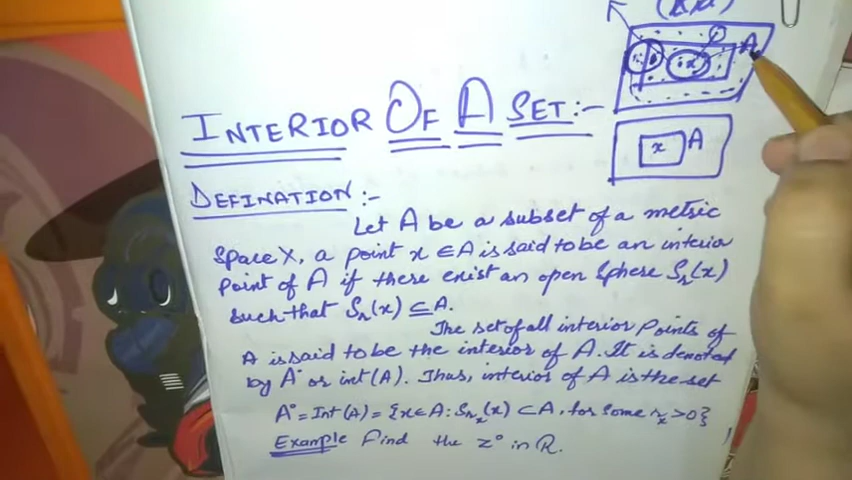 A
x
x A
INTERIOR OF A SET:-
DEFINATION:-
Let A be a subset of a metric
Space X, a point x ∈ A is said to be an interior
point of A if there exist an open sphere Sᵣ(x)
such that Sᵣ(x) ⊆ A.
The set of all interior points of
A is said to be the interior of A. It is denoted
by A° or int(A). Thus, interior of A is the set
A° = Int(A) = {x ∈ A : Sᵣₓ(x) ⊂ A, for some rₓ > 0}
Example Find the Z° in R.